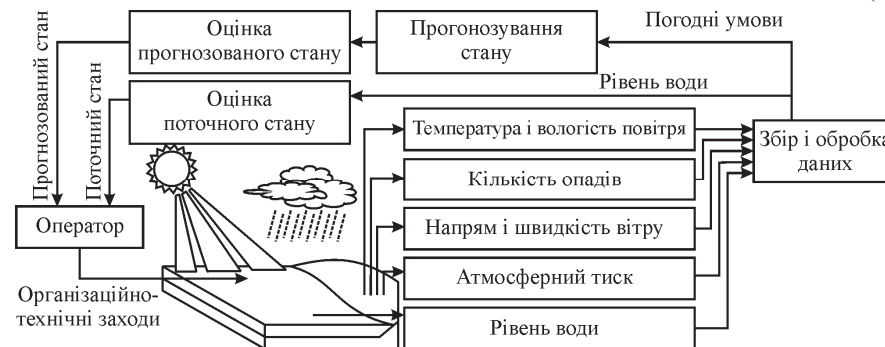 Прогнозований стан
Поточний стан
Оцінка
прогнозованого стану
Прогонозування
стану
Погодні умови
Оцінка
поточного стану
Рівень води
Температура і вологість повітря
Збір і обробка
даних
Кількість опадів
Оператор
Напрям і швидкість вітру
Атмосферний тиск
Організаційно-
технічні заходи
Рівень води